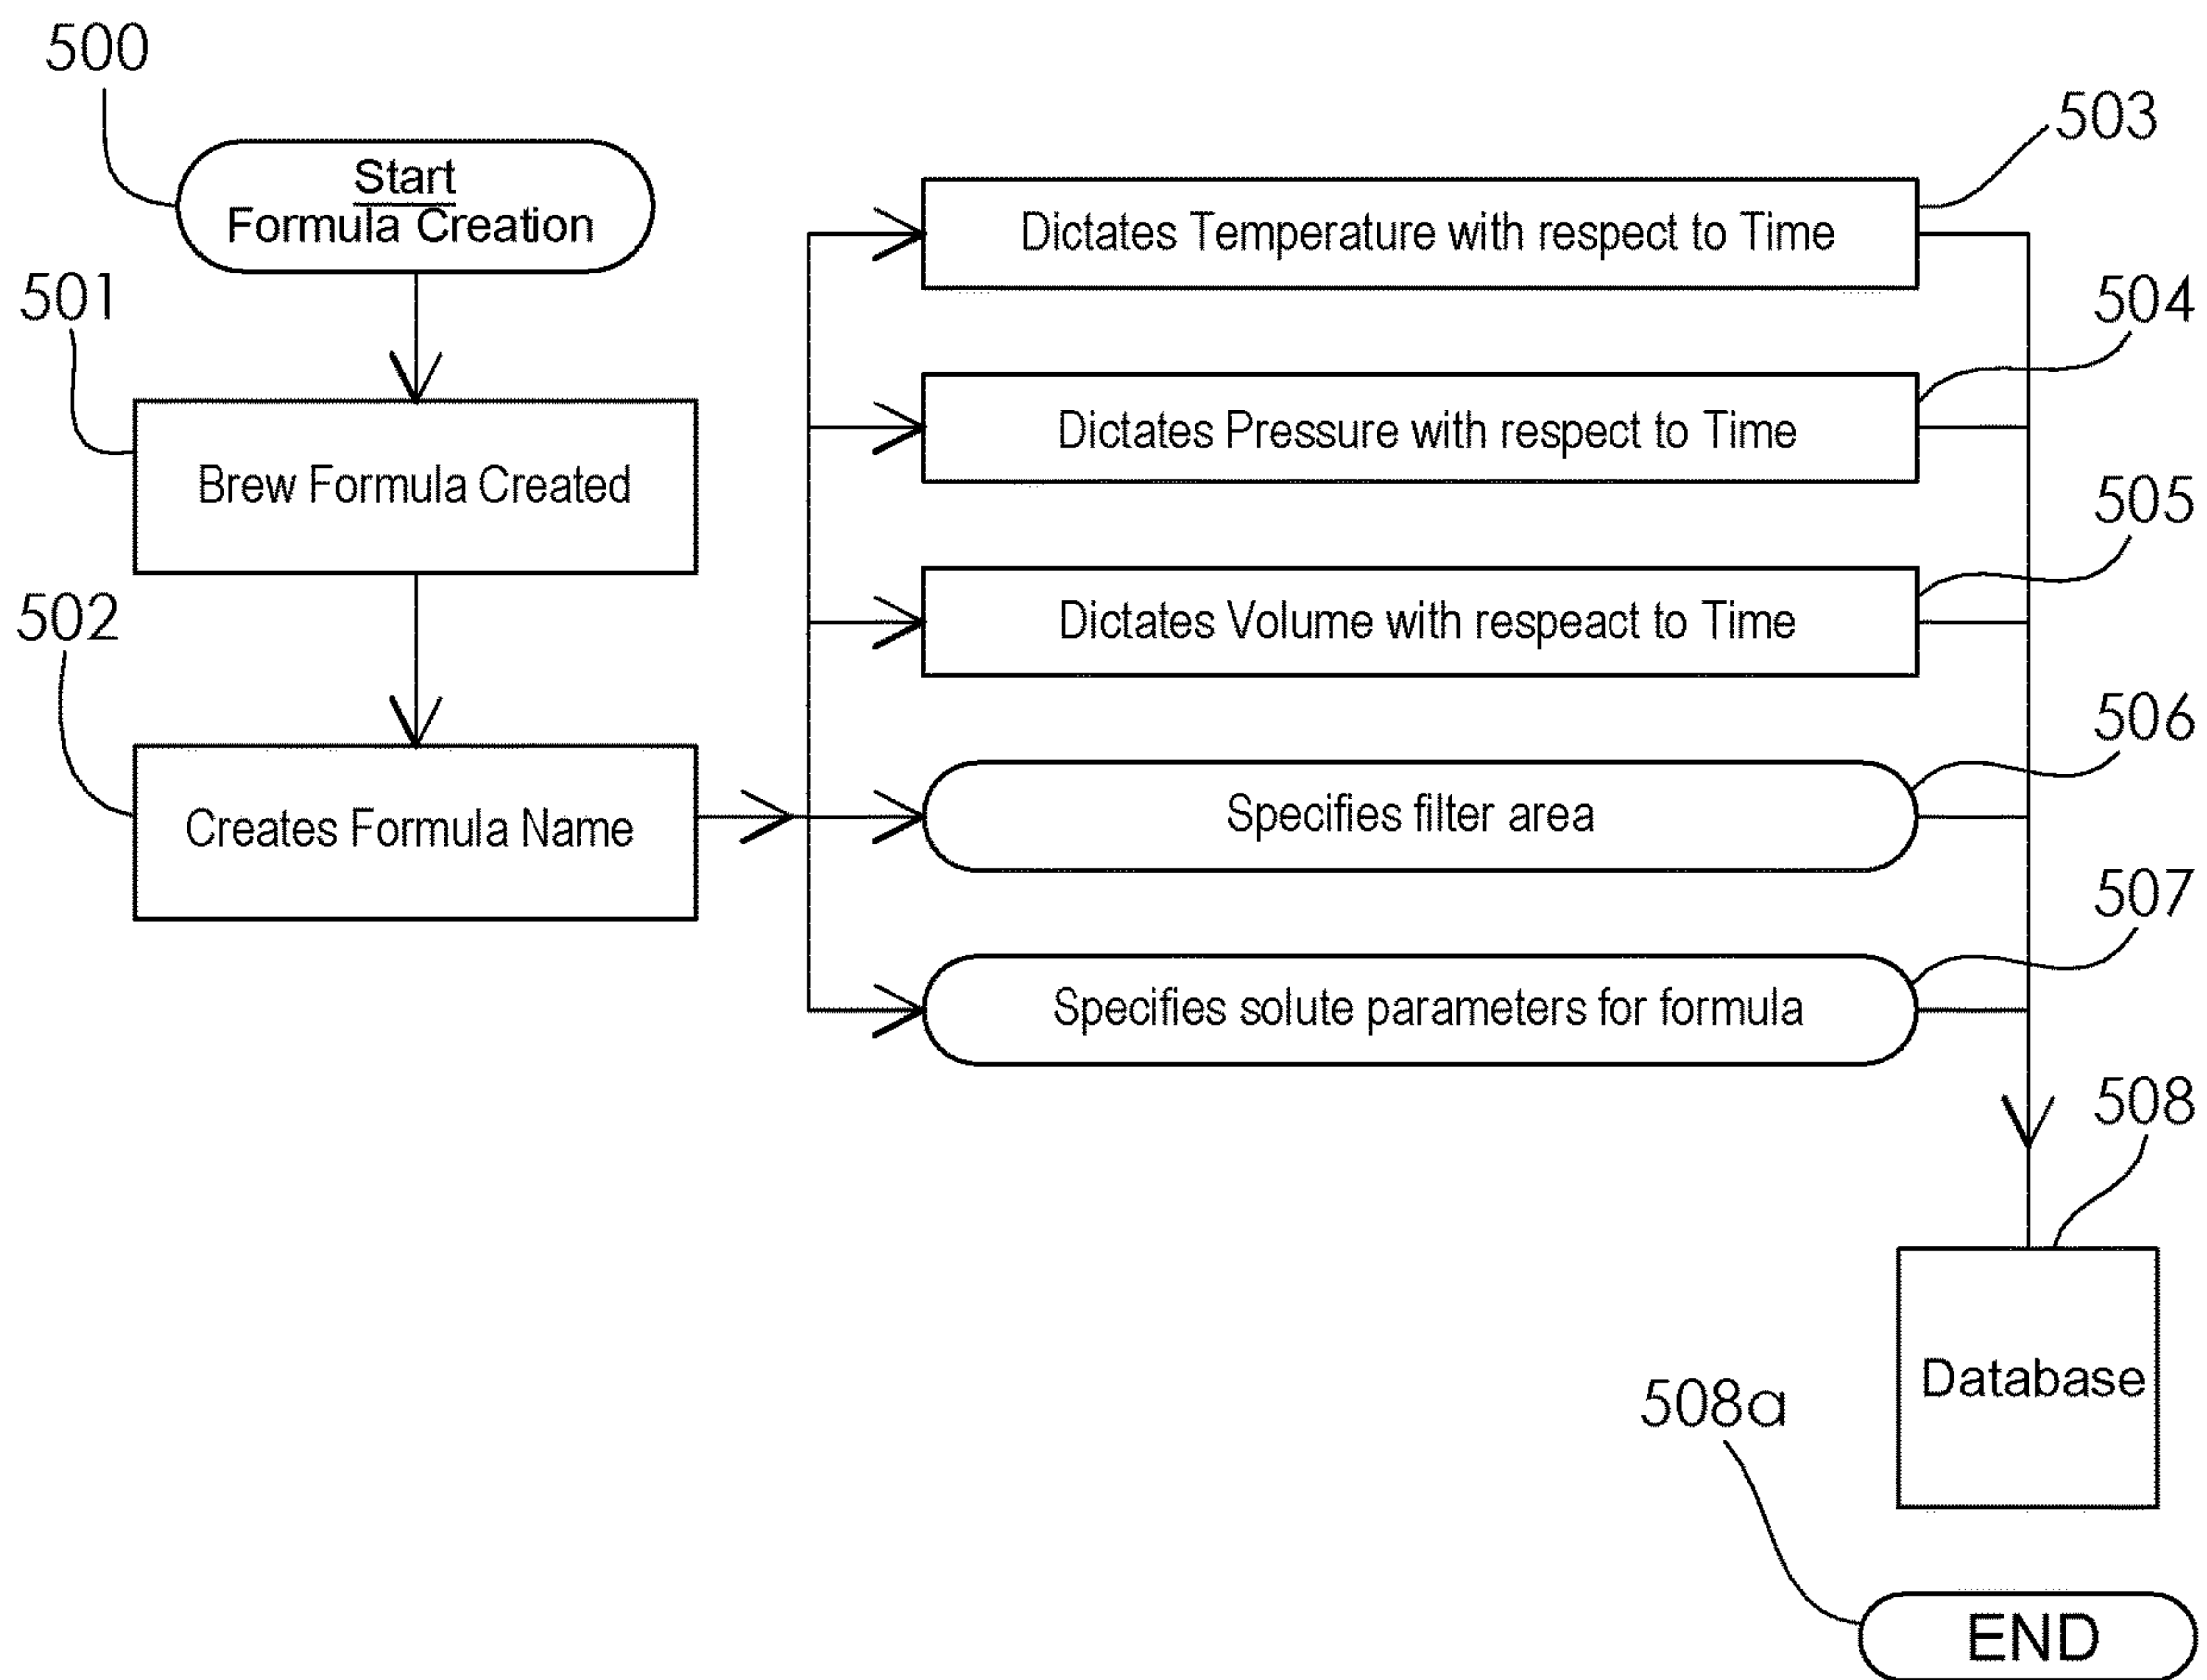 500
Start
Formula Creation
501
Brew Formula Created
502
Creates Formula Name
503
Dictates Temperature with respect to Time
504
Dictates Pressure with respect to Time
505
Dictates Volume with respeact to Time
506
Specifies filter area
507
Specifies solute parameters for formula
508
Database
508a
END